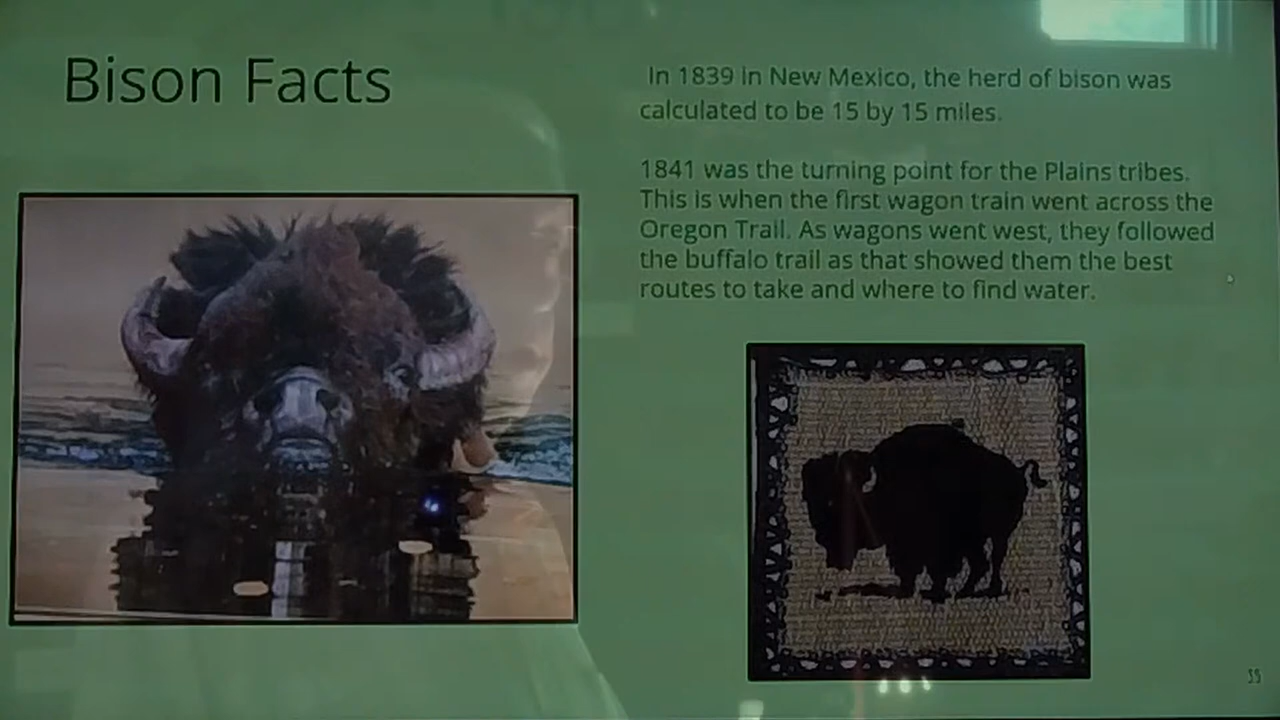 Bison Facts
In 1839 in New Mexico, the herd of bison was
calculated to be 15 by 15 miles.
1841 was the turning point for the Plains tribes.
This is when the first wagon train went across the
Oregon Trail. As wagons went west, they followed
the buffalo trail as that showed them the best
routes to take and where to find water.
35